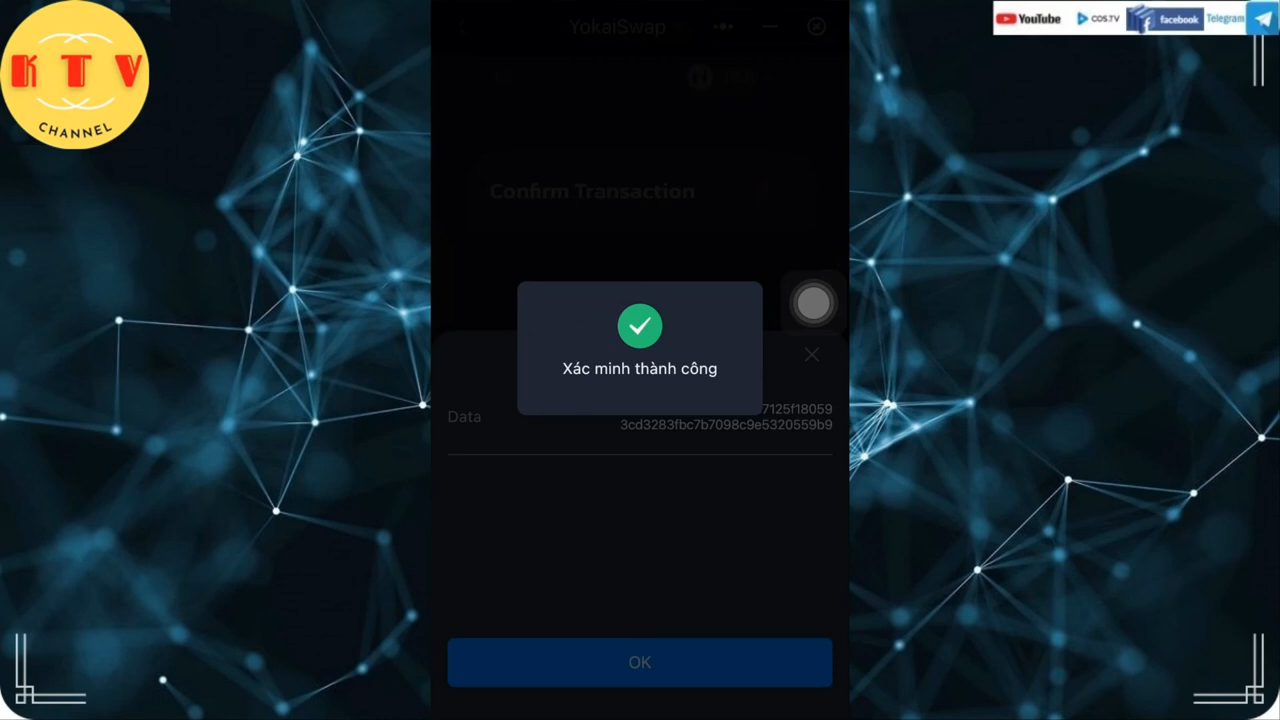 K T V
CHANNEL
YouTube
COS.TV
facebook
Telegram
YokaiSwap
Confirm Transaction
Xác minh thành công
Data
7125f18059
3cd3283fbc7b7098c9e5320559b9
OK